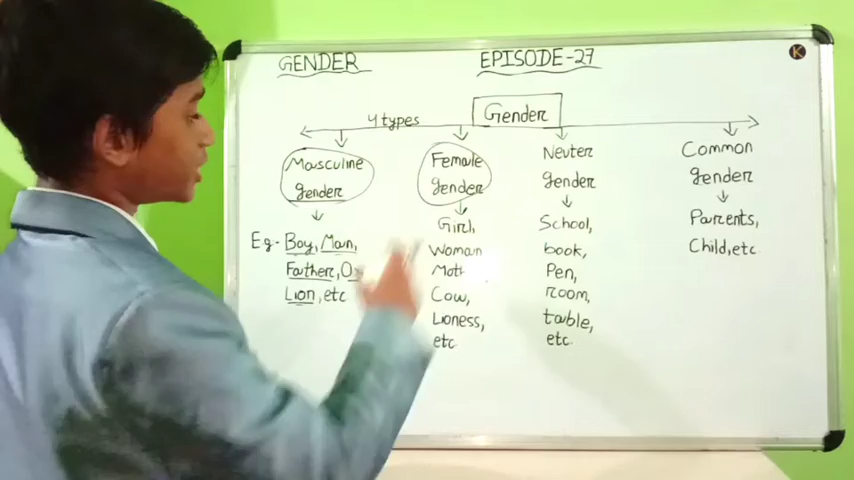 GENDER EPISODE-27
K
Gender
4 types
Masculine
gender
E.g- Boy, Man,
Father,
Lion, etc
Female
gender
Girl,
Woman
Cow,
Lioness,
etc.
Neuter
gender
School,
book,
Pen,
room,
table,
etc.
Common
gender
Parents,
Child, etc